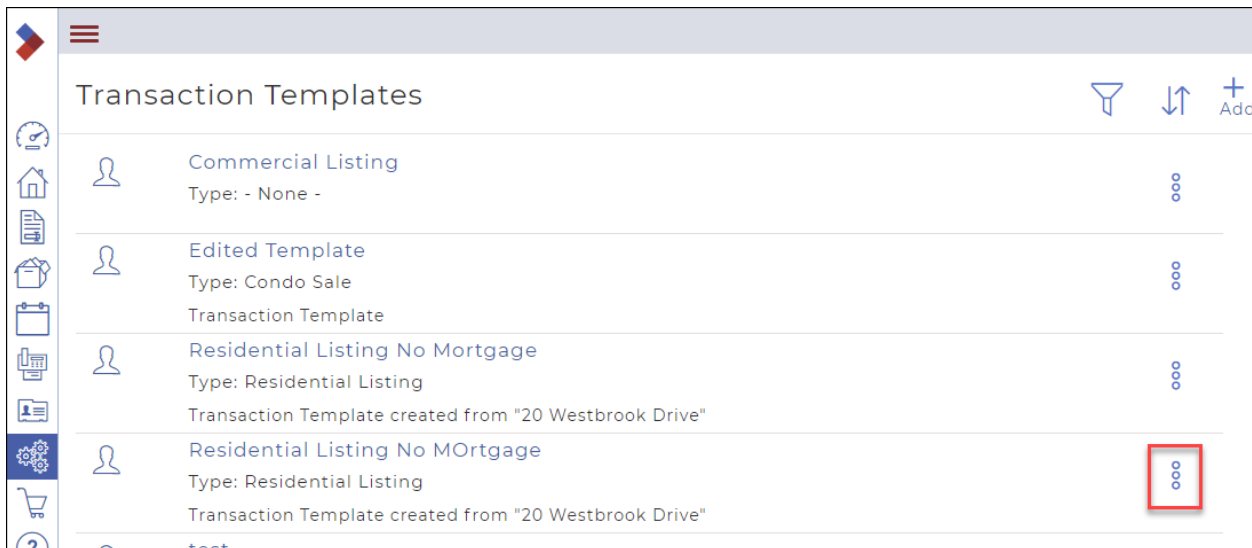 Transaction Templates
Add
Commercial Listing
Type: - None -
Edited Template
Type: Condo Sale
Transaction Template
Residential Listing No Mortgage
Type: Residential Listing
Transaction Template created from "20 Westbrook Drive"
Residential Listing No MOrtgage
Type: Residential Listing
Transaction Template created from "20 Westbrook Drive"
test
?